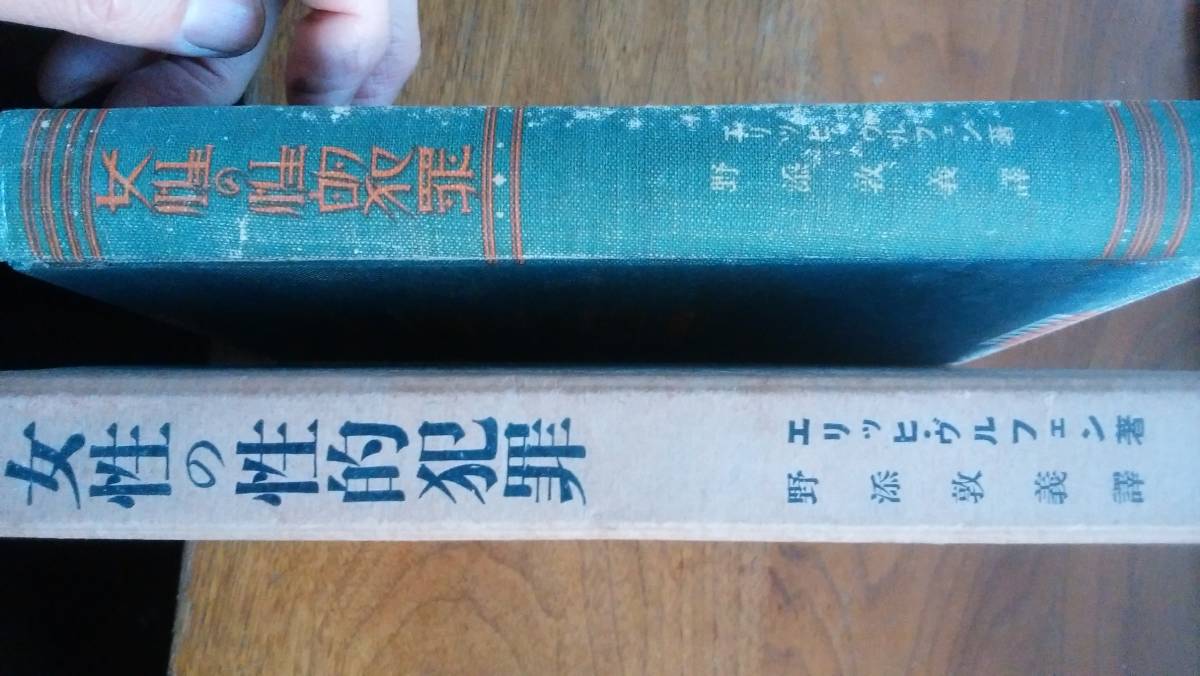 女性の性的犯罪
エリッヒ・ヴルフェン著
野添敦義譯
女性の性的犯罪
エリッヒ・ヴルフェン著
野添敦義譯